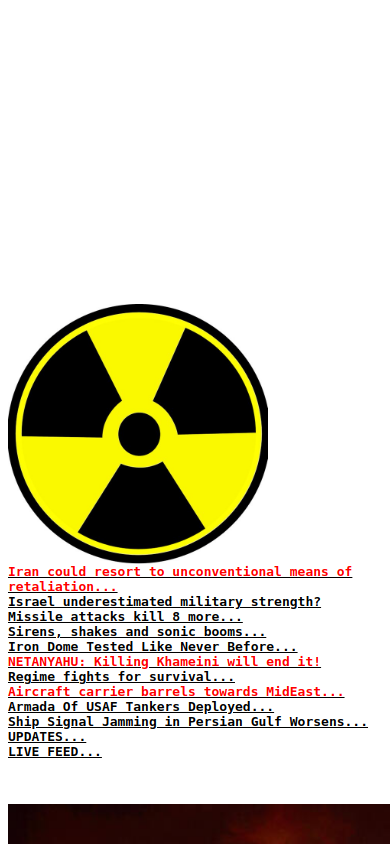 Iran could resort to unconventional means of
retaliation...
Israel underestimated military strength?
Missile attacks kill 8 more...
Sirens, shakes and sonic booms...
Iron Dome Tested Like Never Before...
NETANYAHU: Killing Khameini will end it!
Regime fights for survival...
Aircraft carrier barrels towards MidEast...
Armada Of USAF Tankers Deployed...
Ship Signal Jamming in Persian Gulf Worsens...
UPDATES...
LIVE FEED...